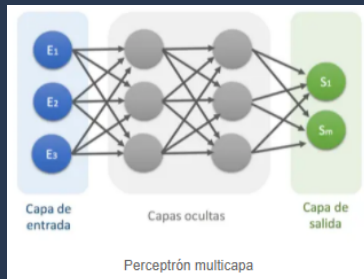 E1
E2
E3
S1
Sm
Capa de
entrada
Capas ocultas
Capa de
salida
Perceptrón multicapa